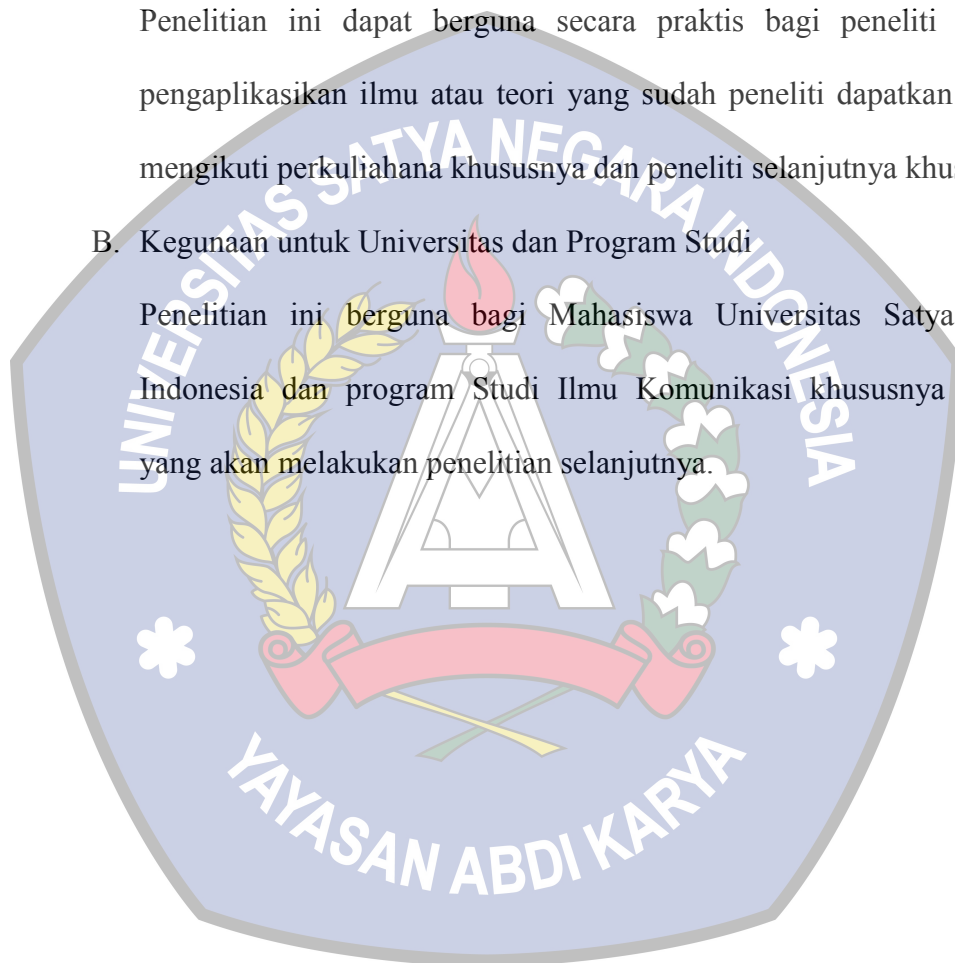 Penelitian ini dapat berguna secara praktis bagi peneliti
pengaplikasikan ilmu atau teori yang sudah peneliti dapatkan
mengikuti perkuliahana khususnya dan peneliti selanjutnya
B. Kegunaan untuk Universitas dan Program Studi
Penelitian ini berguna bagi Mahasiswa Universitas Satya
Indonesia dan program Studi Ilmu Komunikasi khususnya
yang akan melakukan penelitian selanjutnya.
UNIVERSITAS SATYA NEGARA INDONESIA
YAYASAN ABDI KARYA